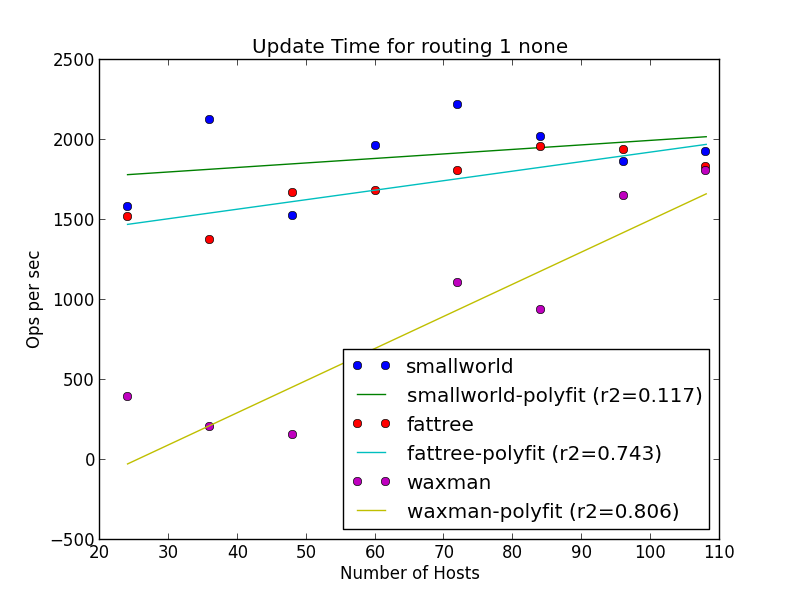 Update Time for routing 1 none
2500
2000
1500
1000
500
0
−500
Ops per sec
smallworld
smallworld-polyfit (r2=0.117)
fattree
fattree-polyfit (r2=0.743)
waxman
waxman-polyfit (r2=0.806)
20 30 40 50 60 70 80 90 100 110
Number of Hosts